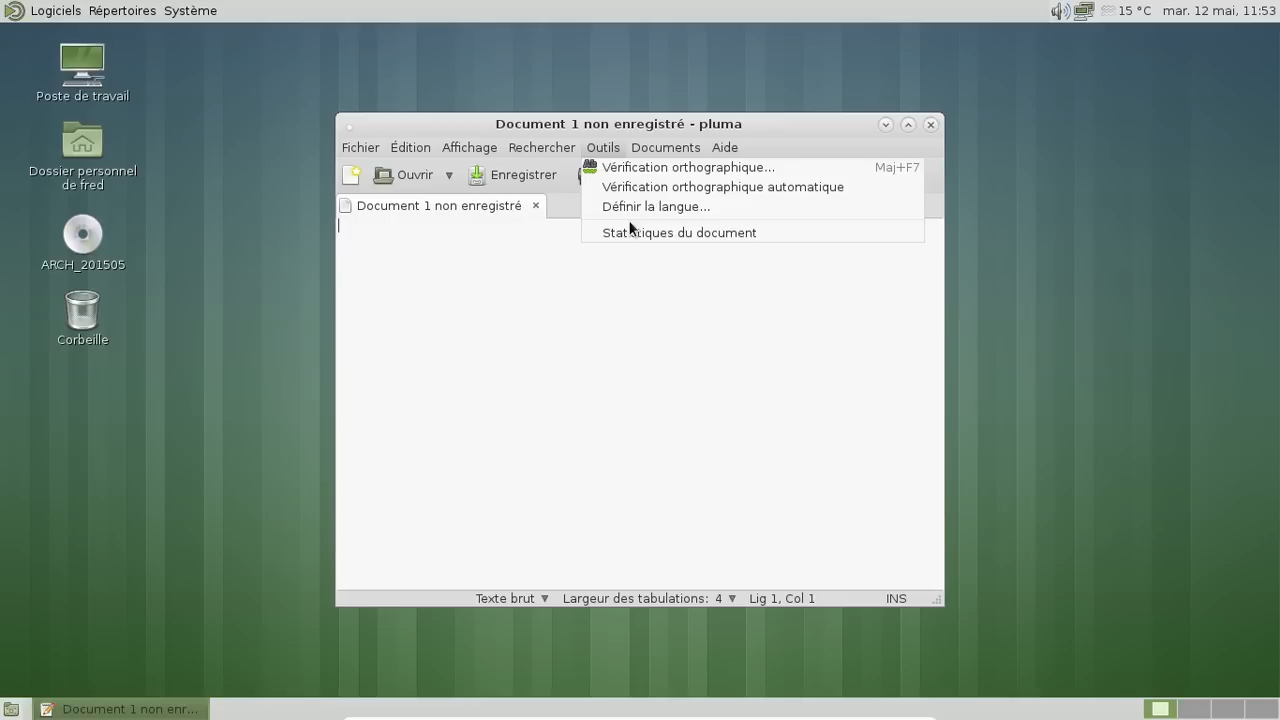 Logiciels Répertoires Système
15 °C mar. 12 mai, 11:53
Poste de travail
Dossier personnel
de fred
ARCH_201505
Corbeille
Document 1 non enregistré - pluma
Fichier Édition Affichage Rechercher Outils Documents Aide
Ouvrir Enregistrer
Vérification orthographique... Maj+F7
Vérification orthographique automatique
Définir la langue...
Statistiques du document
Document 1 non enregistré
Texte brut Largeur des tabulations: 4 Lig 1, Col 1 INS
Document 1 non enr...